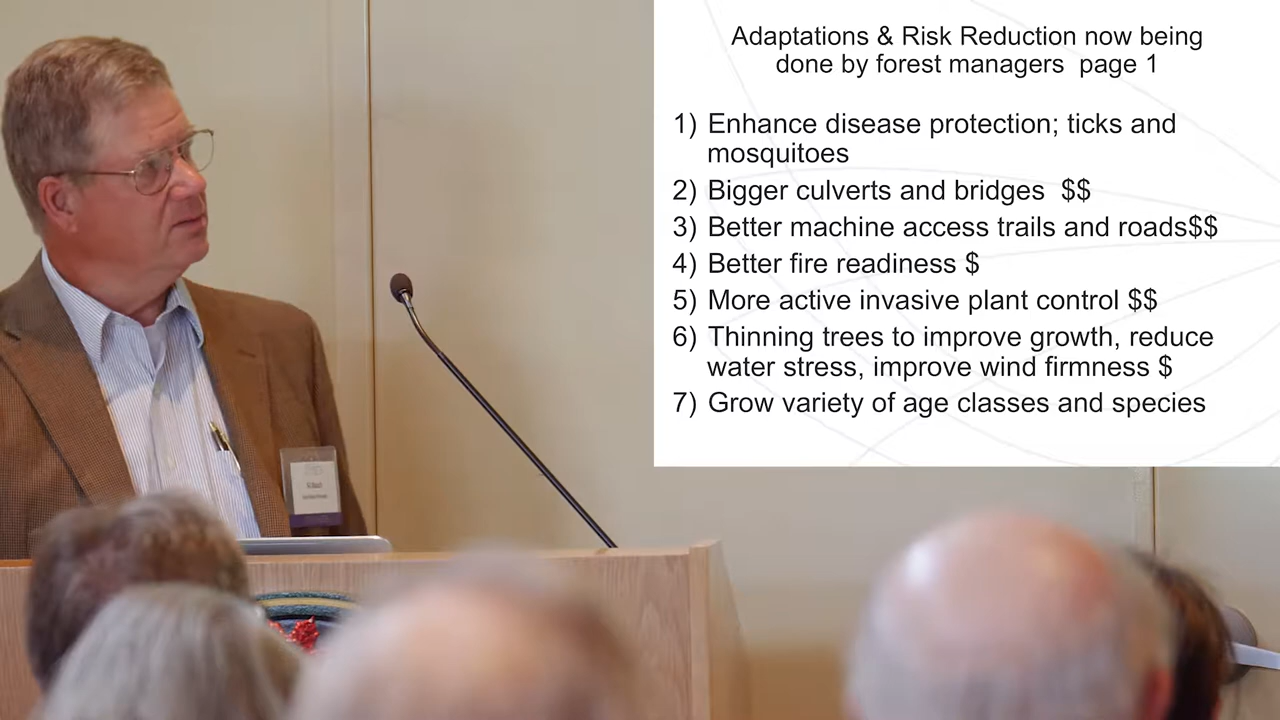 Adaptations & Risk Reduction now being
done by forest managers  page 1
1) Enhance disease protection; ticks and
mosquitoes
2) Bigger culverts and bridges  $$
3) Better machine access trails and roads$$
4) Better fire readiness $
5) More active invasive plant control $$
6) Thinning trees to improve growth, reduce
water stress, improve wind firmness $
7) Grow variety of age classes and species